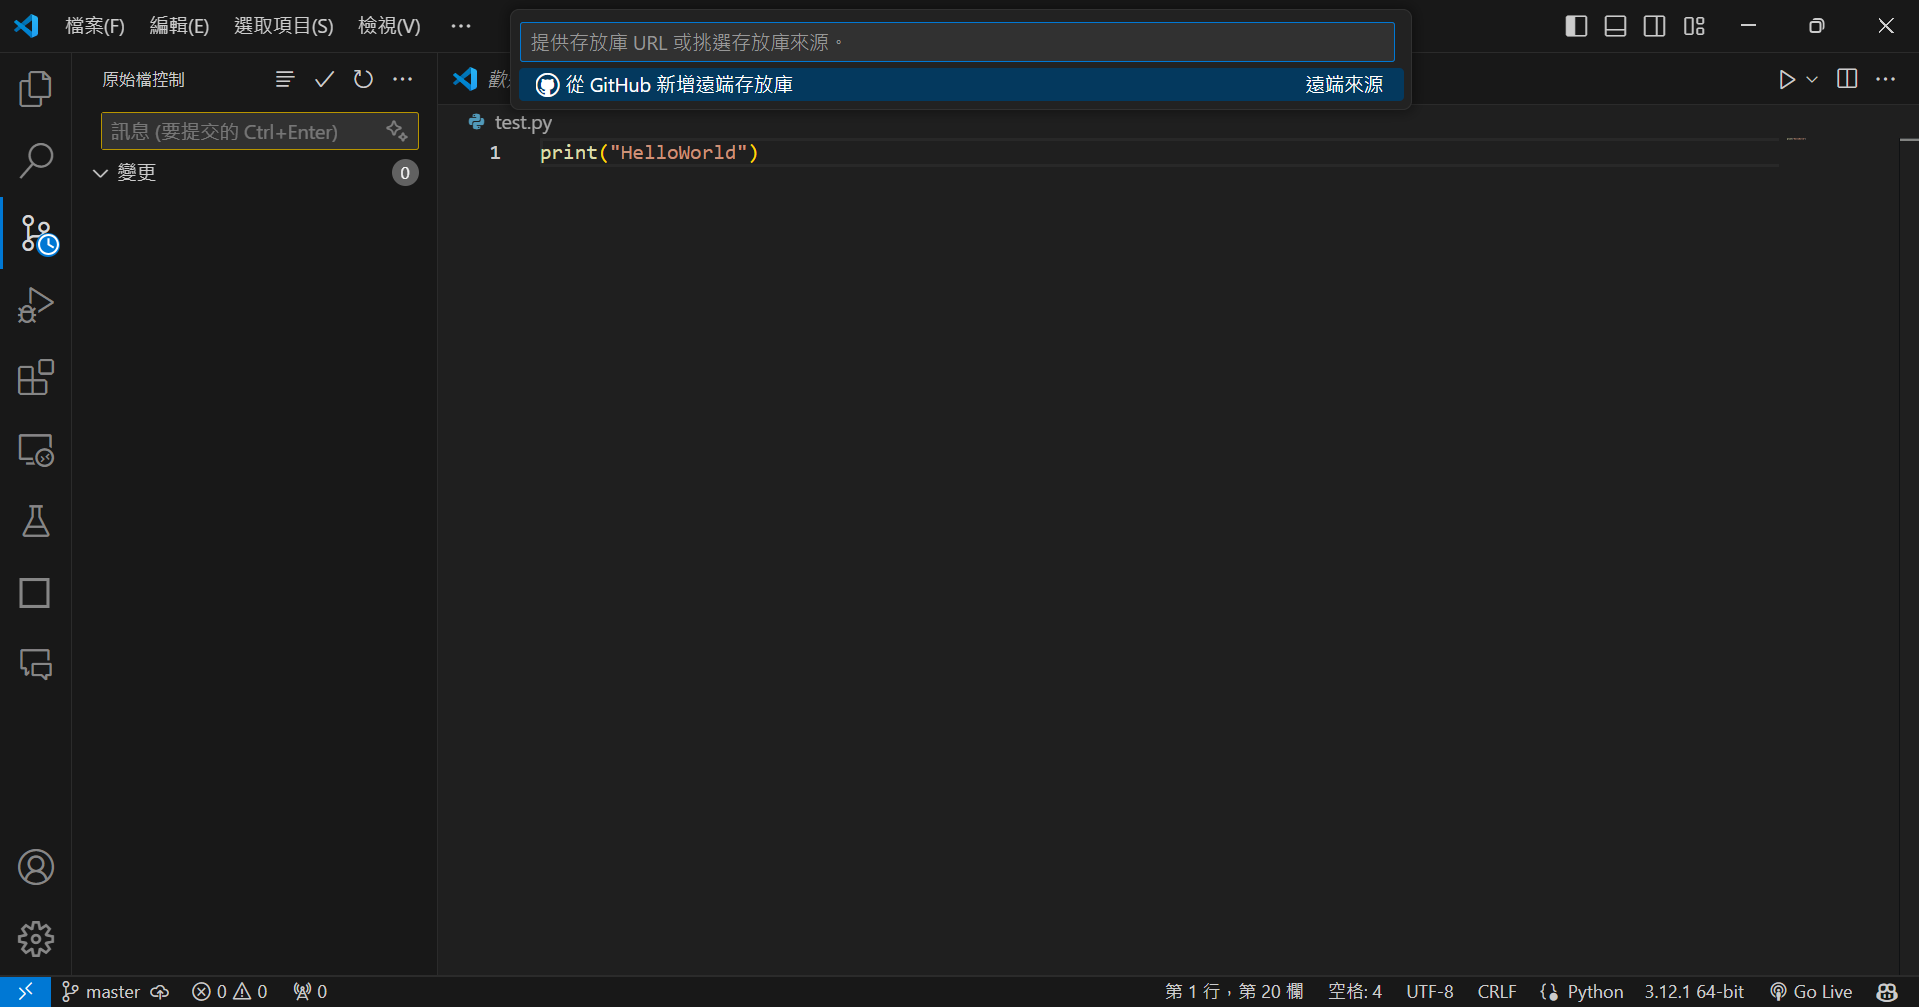 檔案(F) 編輯(E) 選取項目(S) 檢視(V) ···
提供存放庫 URL 或挑選存放庫來源。
從 GitHub 新增遠端存放庫 遠端來源
原始檔控制
歡
test.py
訊息 (要提交的 Ctrl+Enter)
變更 0
1 print("HelloWorld")
master 0 0 0 第 1 行，第 20 欄 空格: 4 UTF-8 CRLF {} Python 3.12.1 64-bit Go Live